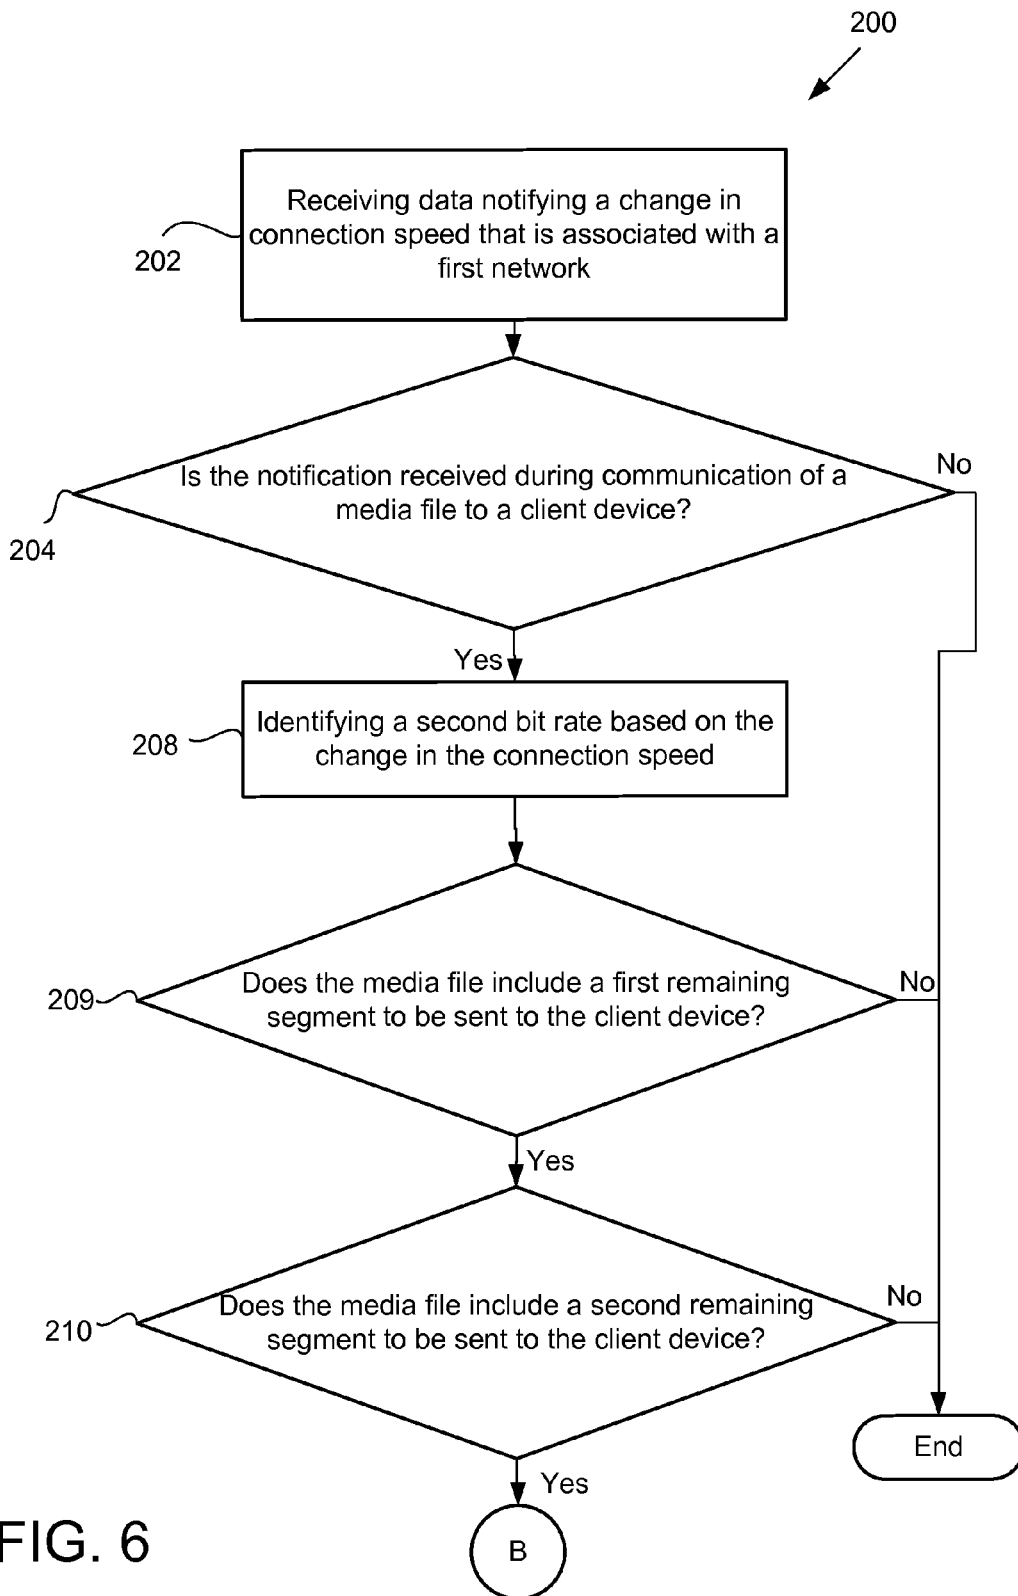 200
Receiving data notifying a change in
connection speed that is associated with a
first network
202
Is the notification received during communication of a
media file to a client device?
No
204
Yes
Identifying a second bit rate based on the
change in the connection speed
208
Does the media file include a first remaining
segment to be sent to the client device?
No
209
Yes
Does the media file include a second remaining
segment to be sent to the client device?
No
210
End
Yes
B
FIG. 6